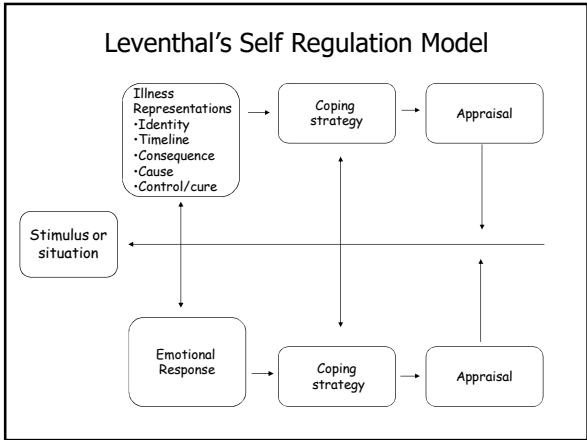 Leventhal's Self Regulation Model
Illness
Representations
•Identity
•Timeline
•Consequence
•Cause
•Control/cure
Coping
strategy
Appraisal
Stimulus or
situation
Emotional
Response
Coping
strategy
Appraisal